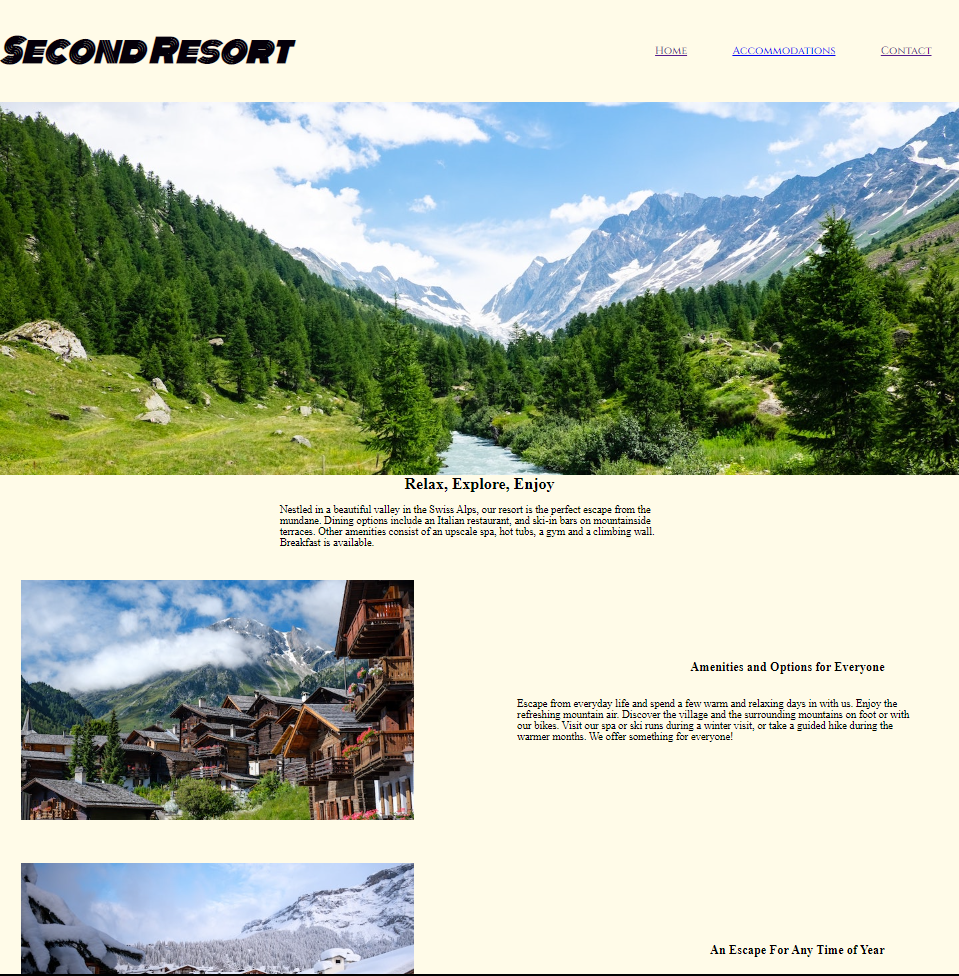 Second Resort
Home
Accommodations
Contact
Relax, Explore, Enjoy
Nestled in a beautiful valley in the Swiss Alps, our resort is the perfect escape from the
mundane. Dining options include an Italian restaurant, and ski-in bars on mountainside
terraces. Other amenities consist of an upscale spa, hot tubs, a gym and a climbing wall.
Breakfast is available.
Amenities and Options for Everyone
Escape from everyday life and spend a few warm and relaxing days in with us. Enjoy the
refreshing mountain air. Discover the village and the surrounding mountains on foot or with
our bikes. Visit our spa or ski runs during a winter visit, or take a guided hike during the
warmer months. We offer something for everyone!
An Escape For Any Time of Year